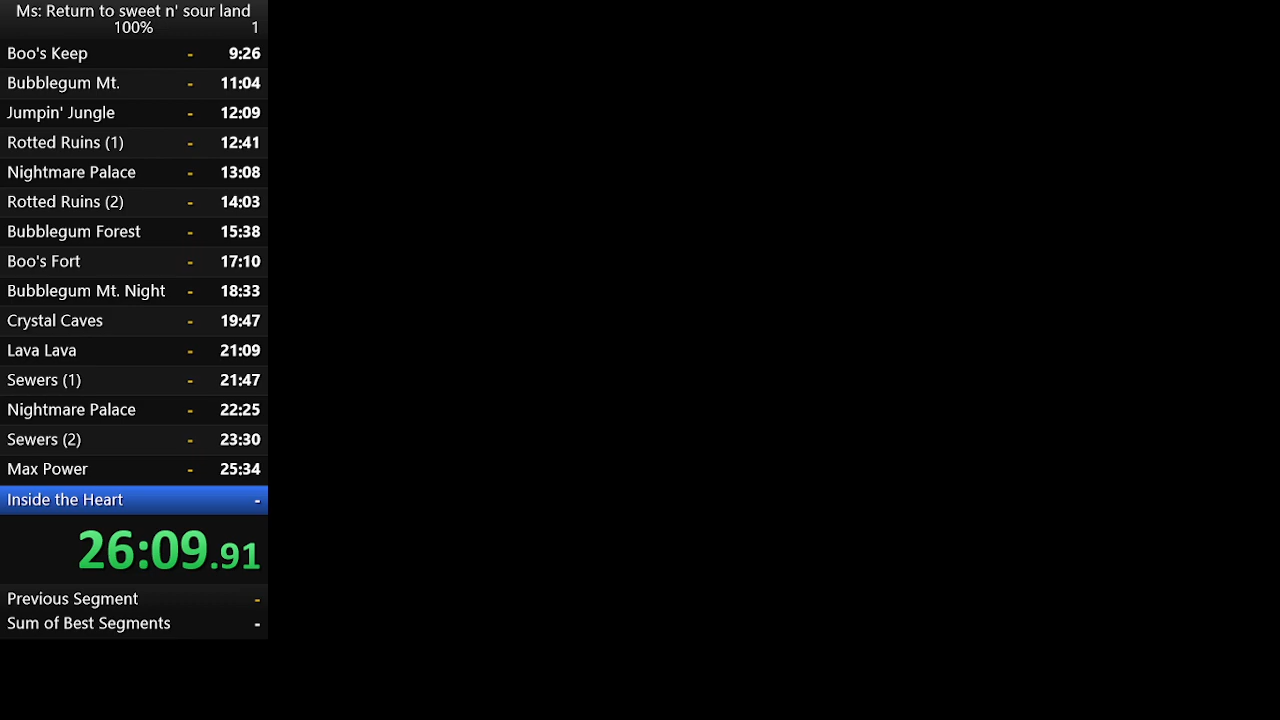 Ms: Return to sweet n' sour land
100% 1
Boo's Keep - 9:26
Bubblegum Mt. - 11:04
Jumpin' Jungle - 12:09
Rotted Ruins (1) - 12:41
Nightmare Palace - 13:08
Rotted Ruins (2) - 14:03
Bubblegum Forest - 15:38
Boo's Fort - 17:10
Bubblegum Mt. Night - 18:33
Crystal Caves - 19:47
Lava Lava - 21:09
Sewers (1) - 21:47
Nightmare Palace - 22:25
Sewers (2) - 23:30
Max Power - 25:34
Inside the Heart -
26:09.91
Previous Segment -
Sum of Best Segments -